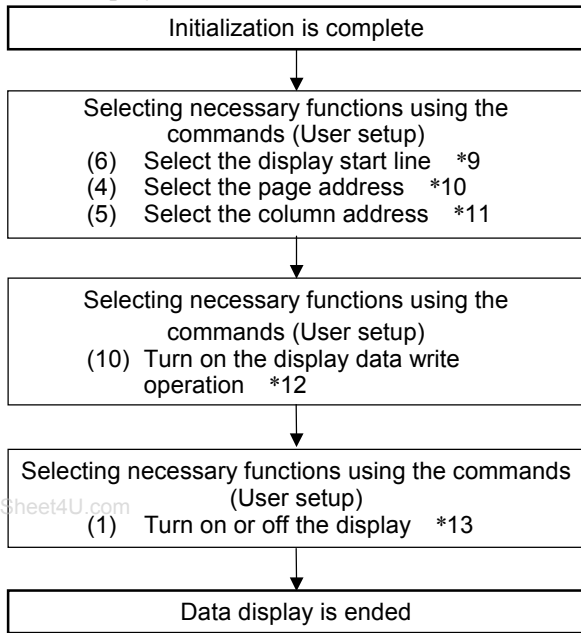 Initialization is complete
Selecting necessary functions using the
commands (User setup)
(6) Select the display start line *9
(4) Select the page address *10
(5) Select the column address *11
Selecting necessary functions using the
commands (User setup)
(10) Turn on the display data write
operation *12
Selecting necessary functions using the commands
(User setup)
Sheet4U.com
(1) Turn on or off the display *13
Data display is ended